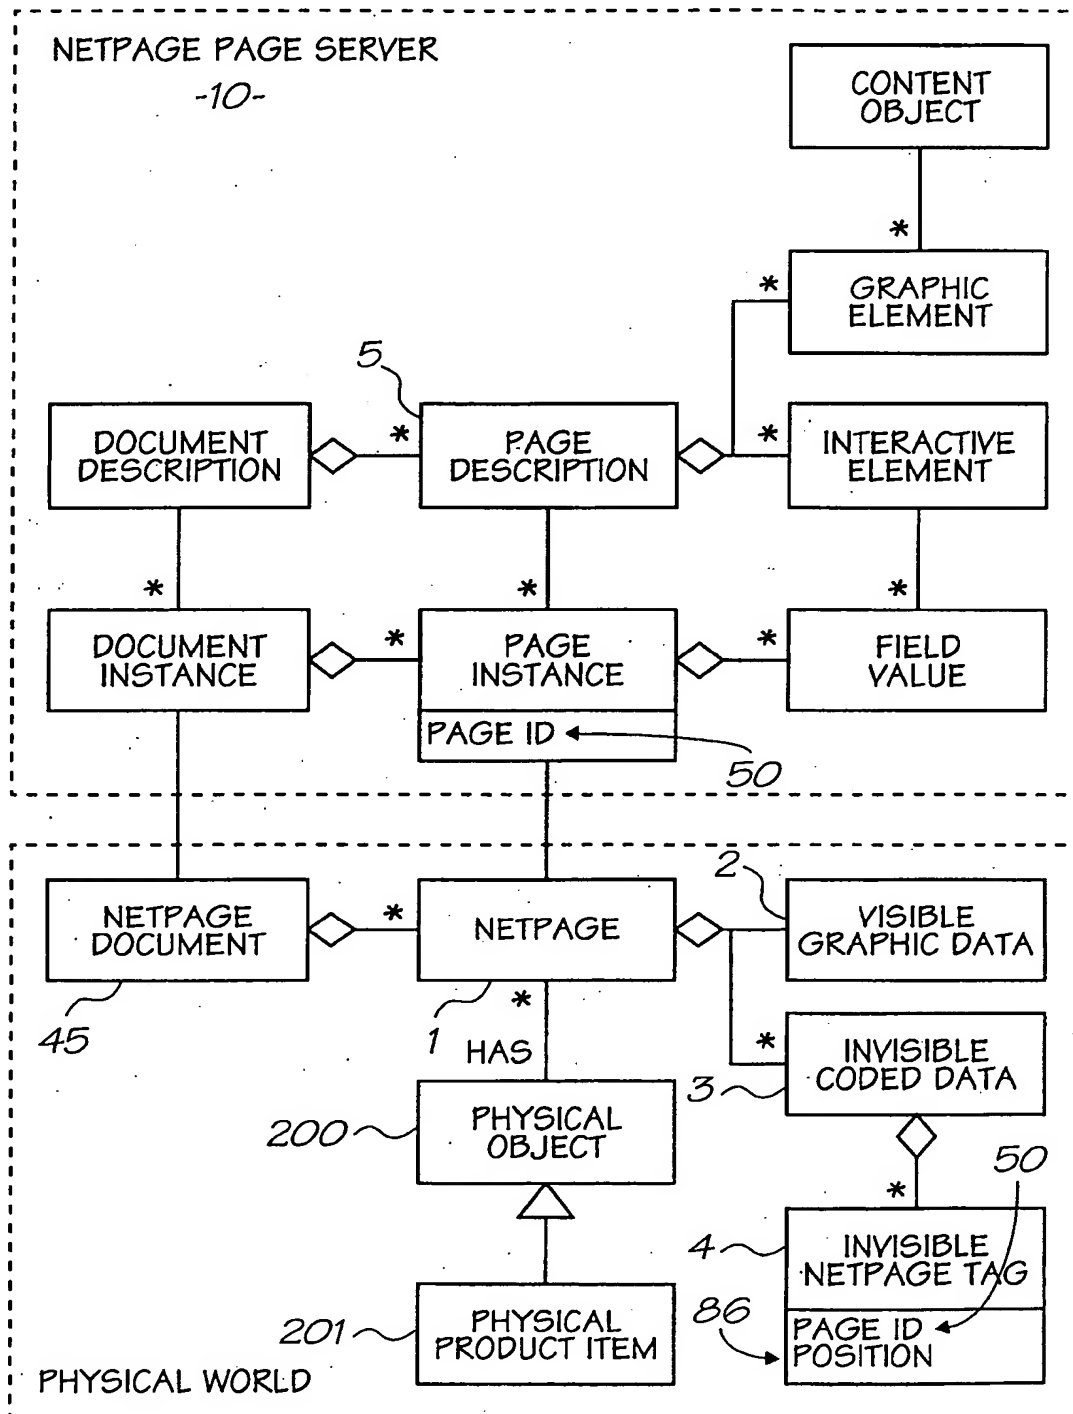 NETPAGE PAGE SERVER
-10-
CONTENT
OBJECT
*
*
GRAPHIC
ELEMENT
5
DOCUMENT
DESCRIPTION
*
PAGE
DESCRIPTION
*
INTERACTIVE
ELEMENT
*
*
*
DOCUMENT
INSTANCE
*
PAGE
INSTANCE
*
FIELD
VALUE
PAGE ID
50
2
NETPAGE
DOCUMENT
*
NETPAGE
VISIBLE
GRAPHIC DATA
45
1
*
HAS
*
INVISIBLE
CODED DATA
3
200
PHYSICAL
OBJECT
50
*
4
INVISIBLE
NETPAGE TAG
86
PAGE ID
POSITION
201
PHYSICAL
PRODUCT ITEM
PHYSICAL WORLD